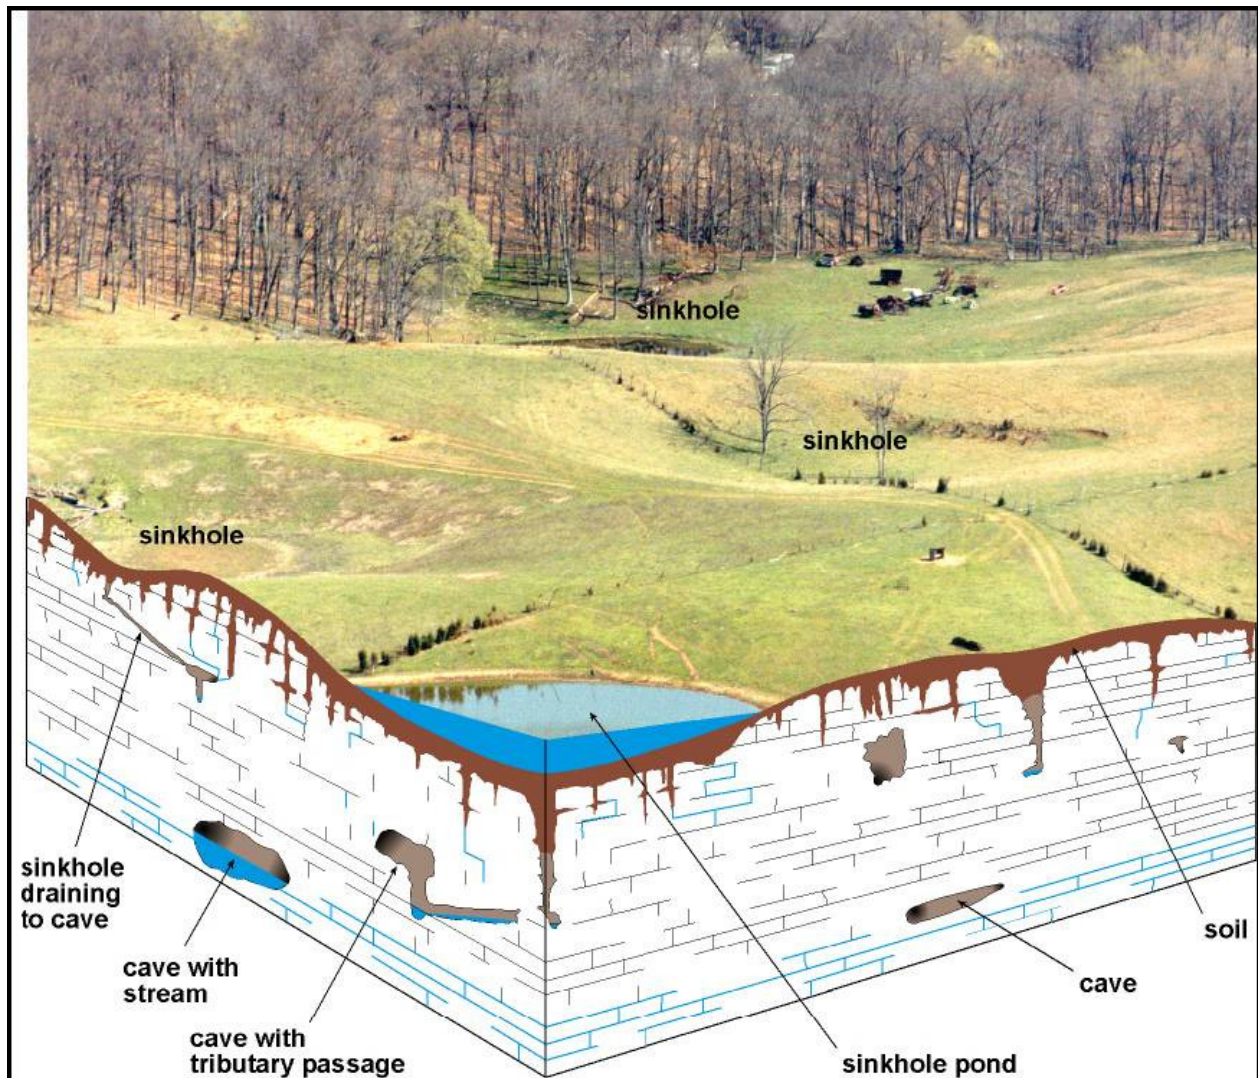 sinkhole
sinkhole
sinkhole
sinkhole
draining
to cave
cave with
stream
cave with
tributary passage
sinkhole pond
cave
soil